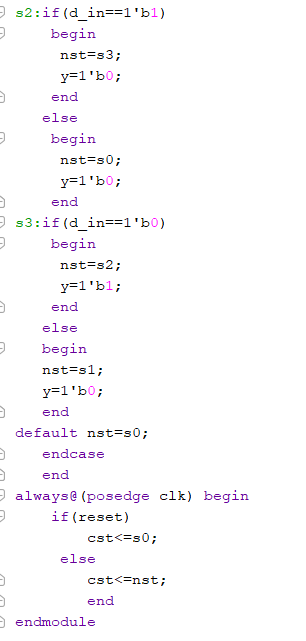 s2:if(d_in==1'b1)
begin
nst=s3;
y=1'b0;
end
else
begin
nst=s0;
y=1'b0;
end
s3:if(d_in==1'b0)
begin
nst=s2;
y=1'b1;
end
else
begin
nst=s1;
y=1'b0;
end
default nst=s0;
endcase
end
always@(posedge clk) begin
if(reset)
cst<=s0;
else
cst<=nst;
end
endmodule